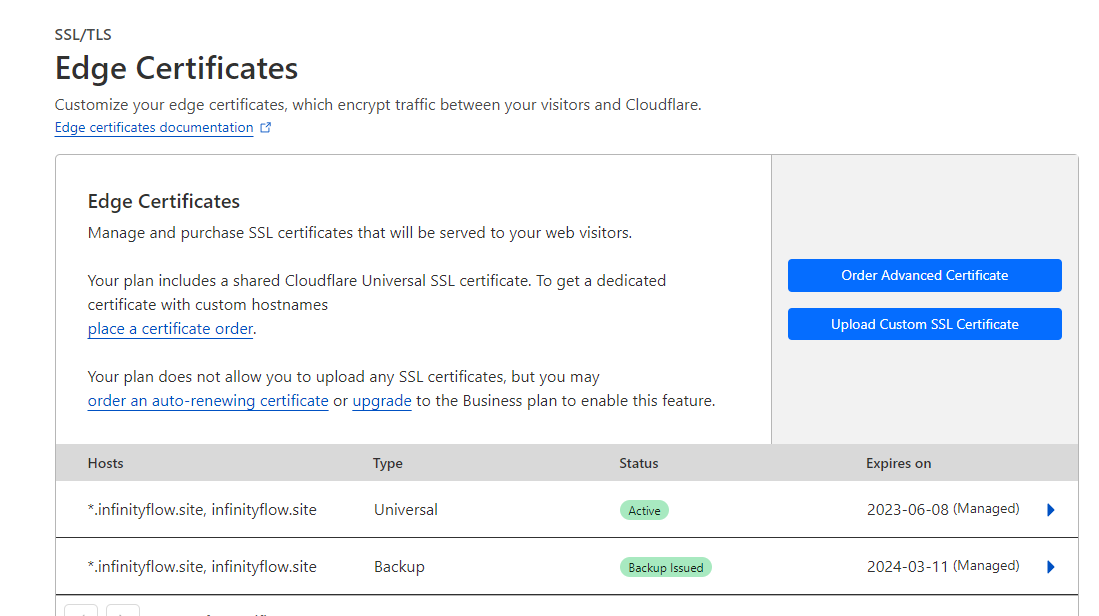 SSL/TLS
Edge Certificates
Customize your edge certificates, which encrypt traffic between your visitors and Cloudflare.
Edge certificates documentation
Edge Certificates
Manage and purchase SSL certificates that will be served to your web visitors.
Your plan includes a shared Cloudflare Universal SSL certificate. To get a dedicated
certificate with custom hostnames
place a certificate order.
Your plan does not allow you to upload any SSL certificates, but you may
order an auto-renewing certificate or upgrade to the Business plan to enable this feature.
Order Advanced Certificate
Upload Custom SSL Certificate
Hosts Type Status Expires on
*.infinityflow.site, infinityflow.site Universal Active 2023-06-08 (Managed)
*.infinityflow.site, infinityflow.site Backup Backup Issued 2024-03-11 (Managed)